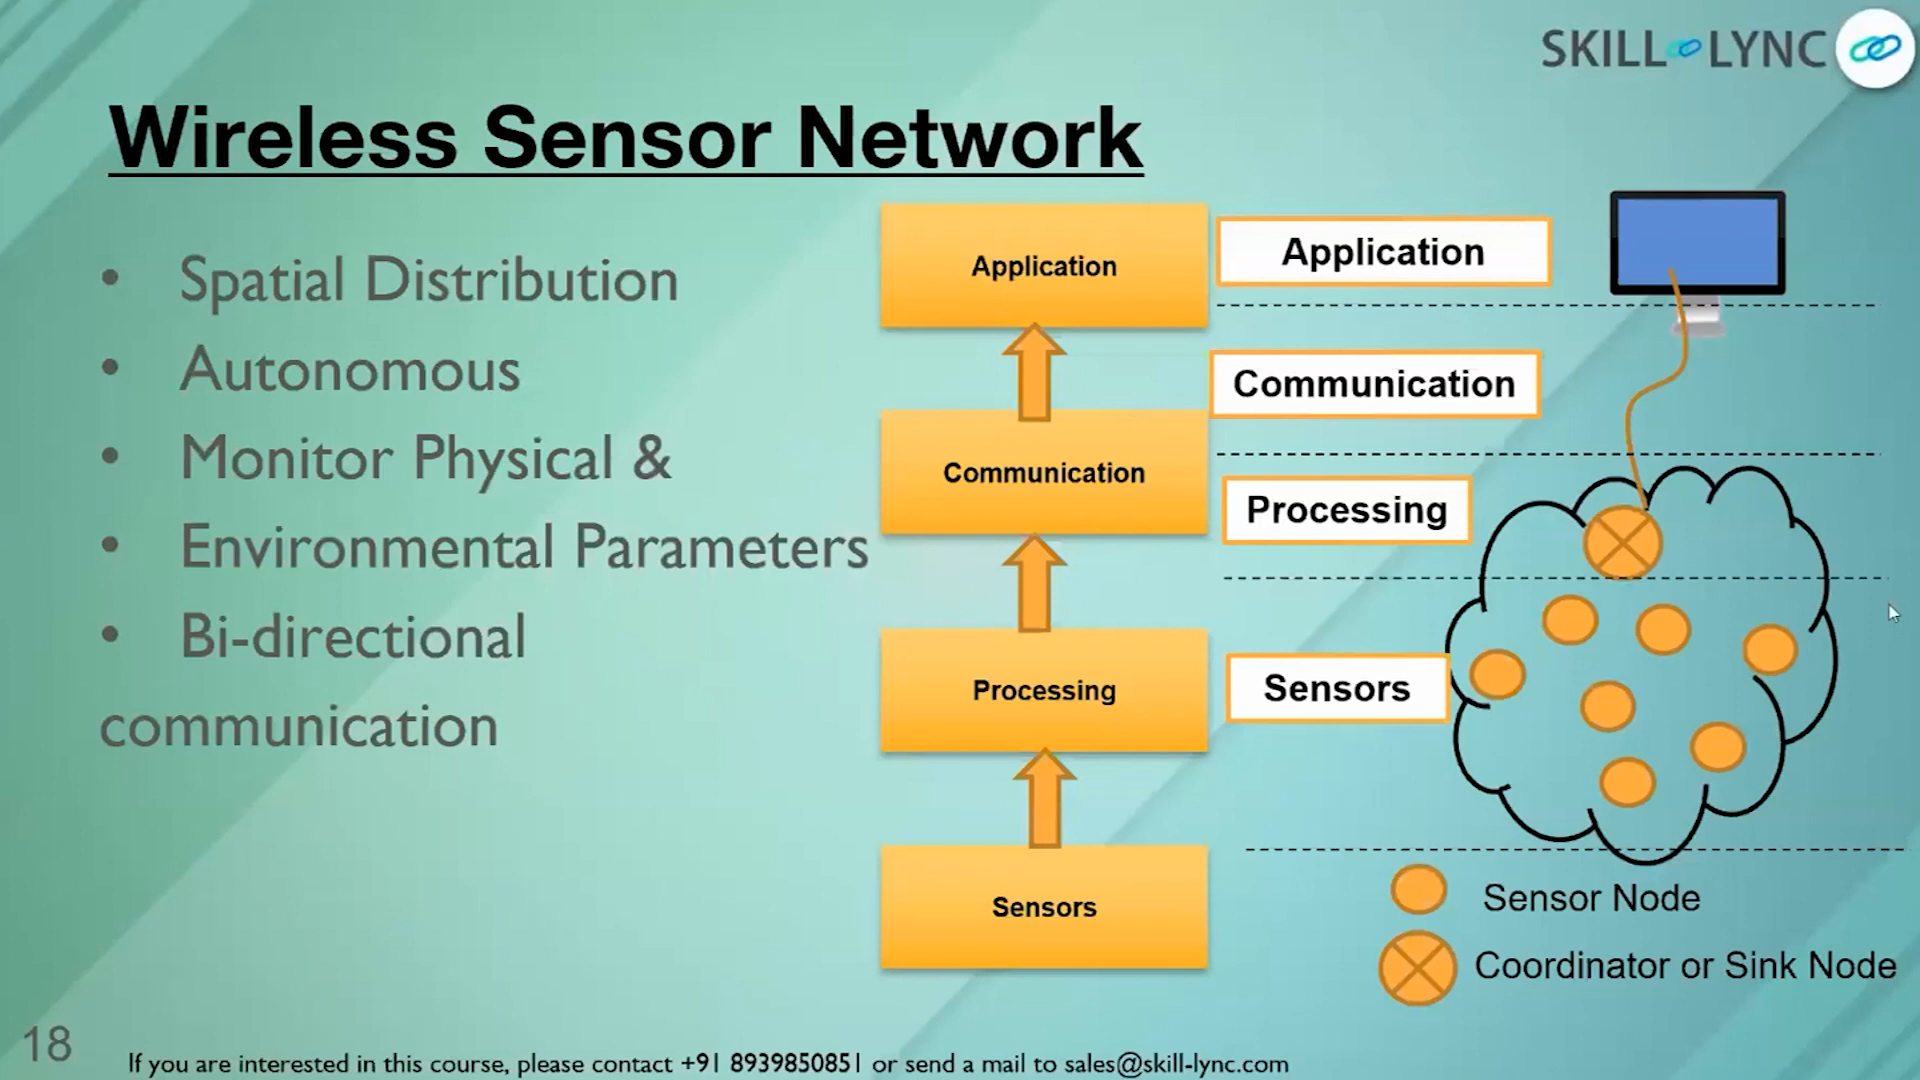 SKILL LYNC
Wireless Sensor Network
• Spatial Distribution
• Autonomous
• Monitor Physical &
• Environmental Parameters
• Bi-directional
communication
Application
Communication
Processing
Sensors
Application
Communication
Processing
Sensors
Sensor Node
Coordinator or Sink Node
18
If you are interested in this course, please contact +91 8939850851 or send a mail to sales@skill-lync.com